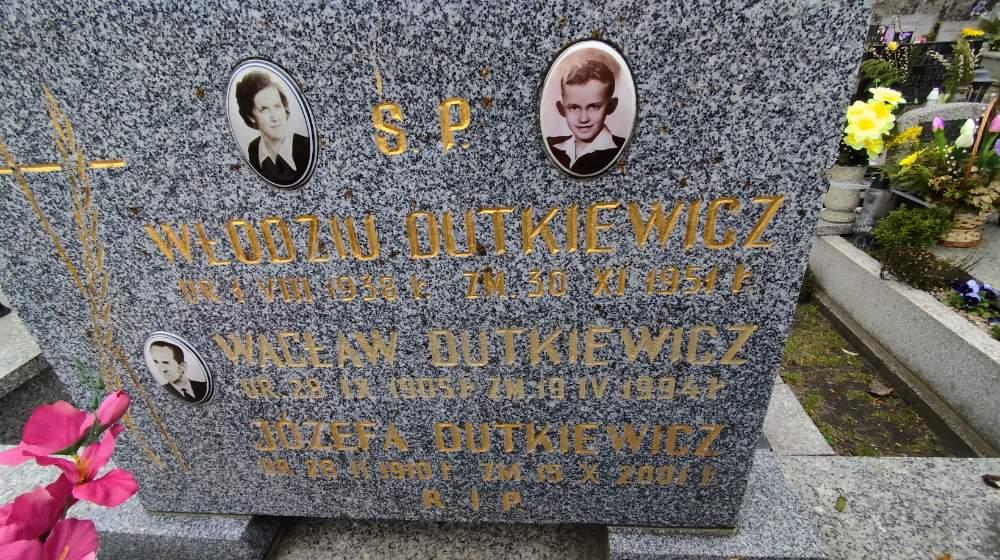 Ś. P.
WŁODZIU DUTKIEWICZ
UR. 1 VIII 1938 R. ZM. 30 XI 1951 R.
WACŁAW DUTKIEWICZ
UR. 28 IX 1905 R. ZM. 19 IV 1994 R.
JÓZEFA DUTKIEWICZ
UR. 28 II 1910 R. ZM. 15 X 2001 R.
R. I P.